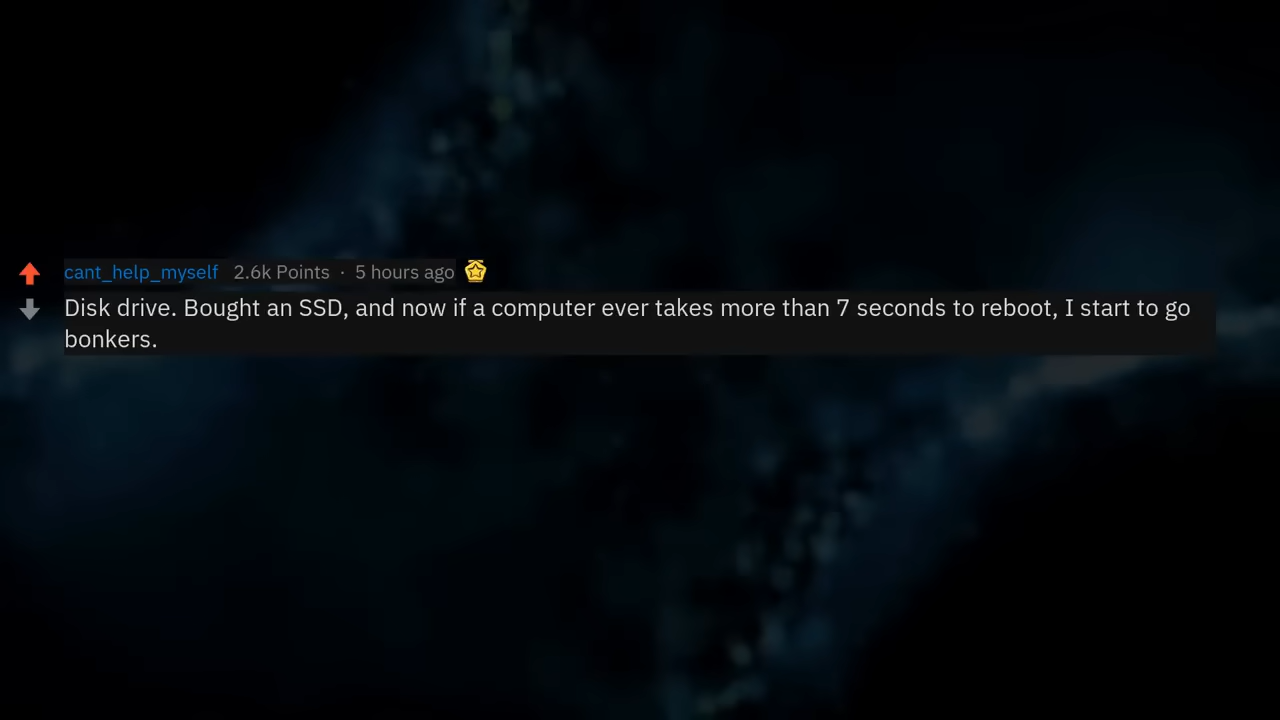 cant_help_myself 2.6k Points · 5 hours ago
Disk drive. Bought an SSD, and now if a computer ever takes more than 7 seconds to reboot, I start to go
bonkers.